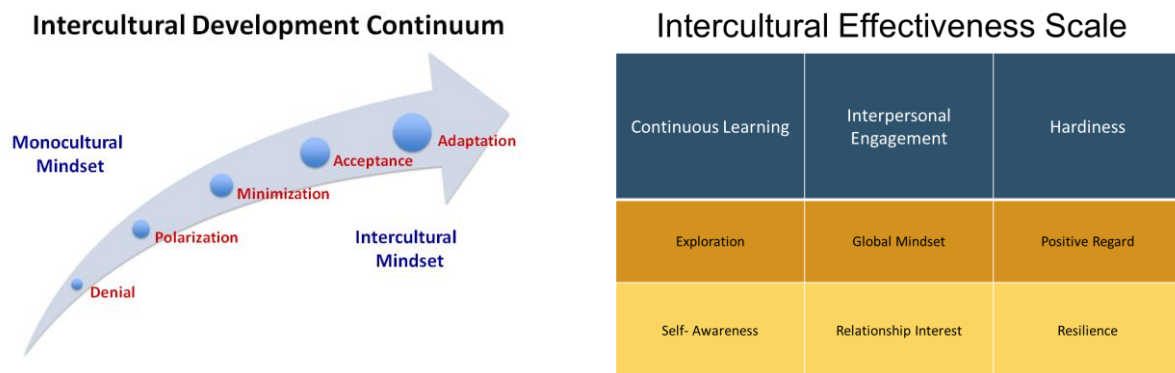 Intercultural Development Continuum
Monocultural
Mindset
Adaptation
Acceptance
Minimization
Polarization
Intercultural
Mindset
Denial
Intercultural Effectiveness Scale
Continuous Learning
Interpersonal
Engagement
Hardiness
Exploration
Global Mindset
Positive Regard
Self- Awareness
Relationship Interest
Resilience